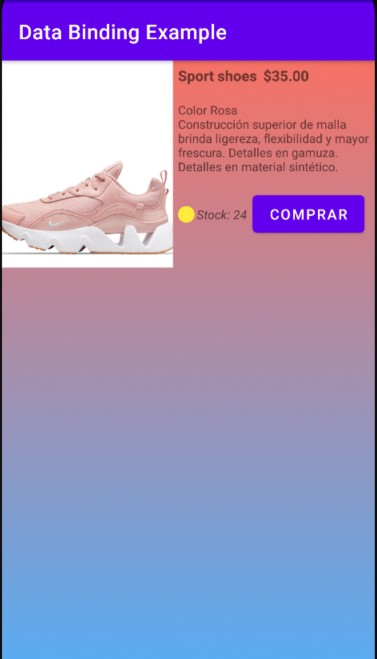 Data Binding Example
Sport shoes $35.00
Color Rosa
Construcción superior de malla
brinda ligereza, flexibilidad y mayor
frescura. Detalles en gamuza.
Detalles en material sintético.
Stock: 24
COMPRAR